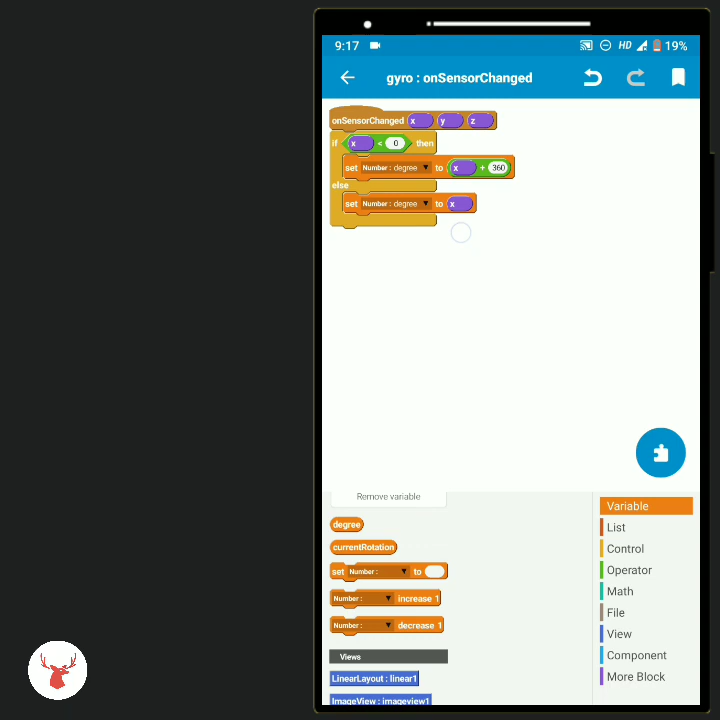 9:17 HD 19%
gyro : onSensorChanged
onSensorChanged x y z
if x < 0 then
set Number : degree to x + 360
else
set Number : degree to x
Remove variable
degree
currentRotation
set Number : to
Number : increase 1
Number : decrease 1
Views
LinearLayout : linear1
ImageView : imageview1
Variable
List
Control
Operator
Math
File
View
Component
More Block